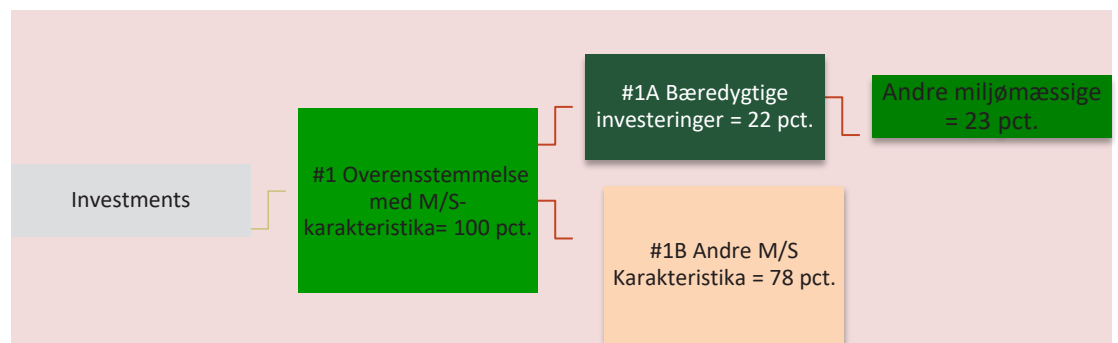 Investments
#1 Overensstemmelse
med M/S-
karakteristika= 100 pct.
#1A Bæredygtige
investeringer = 22 pct.
Andre miljømæssige
= 23 pct.
#1B Andre M/S
Karakteristika = 78 pct.